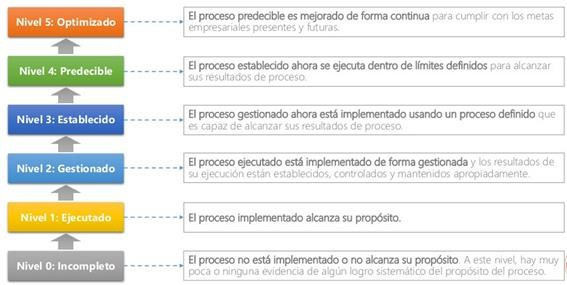 Nivel 5: Optimizado
El proceso predecible es mejorado de forma continua para cumplir con los metas
empresariales presentes y futuras.
Nivel 4: Predecible
El proceso establecido ahora se ejecuta dentro de límites definidos para alcanzar
sus resultados de proceso.
Nivel 3: Establecido
El proceso gestionado ahora está implementado usando un proceso definido que
es capaz de alcanzar sus resultados de proceso.
Nivel 2: Gestionado
El proceso ejecutado está implementado de forma gestionada y los resultados de
su ejecución están establecidos, controlados y mantenidos apropiadamente.
Nivel 1: Ejecutado
El proceso implementado alcanza su propósito.
Nivel 0: Incompleto
El proceso no está implementado o no alcanza su propósito. A este nivel, hay muy
poca o ninguna evidencia de algún logro sistemático del propósito del proceso.